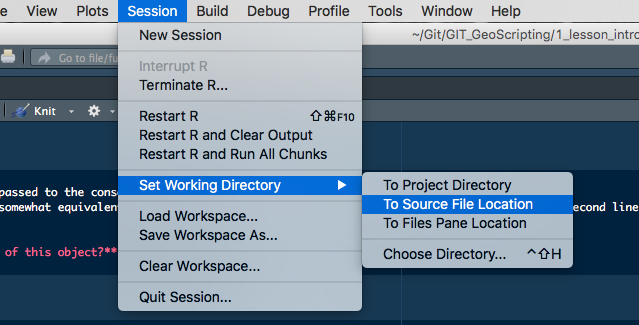 View Plots Session Build Debug Profile Tools Window Help
~/Git/GIT_GeoScripting/1_lesson_intro
Go to file/fu
New Session
Interrupt R
Terminate R...
Knit
Restart R ⇧⌘F10
Restart R and Clear Output
Restart R and Run All Chunks
Set Working Directory
To Project Directory
passed to the cons
To Source File Location
somewhat equivalen
econd line
Load Workspace...
To Files Pane Location
Save Workspace As...
of this object?**
Choose Directory... ^⇧H
Clear Workspace...
Quit Session...